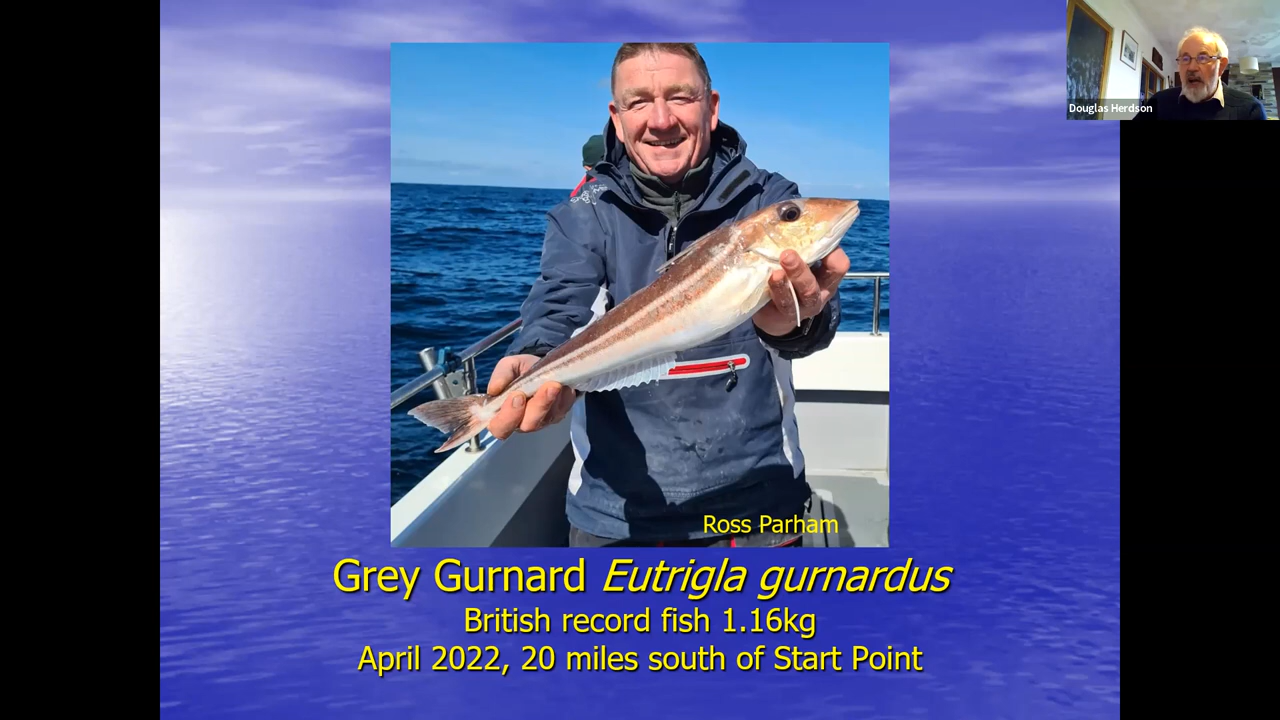 Douglas Herdson
Ross Parham
Grey Gurnard Eutrigla gurnardus
British record fish 1.16kg
April 2022, 20 miles south of Start Point